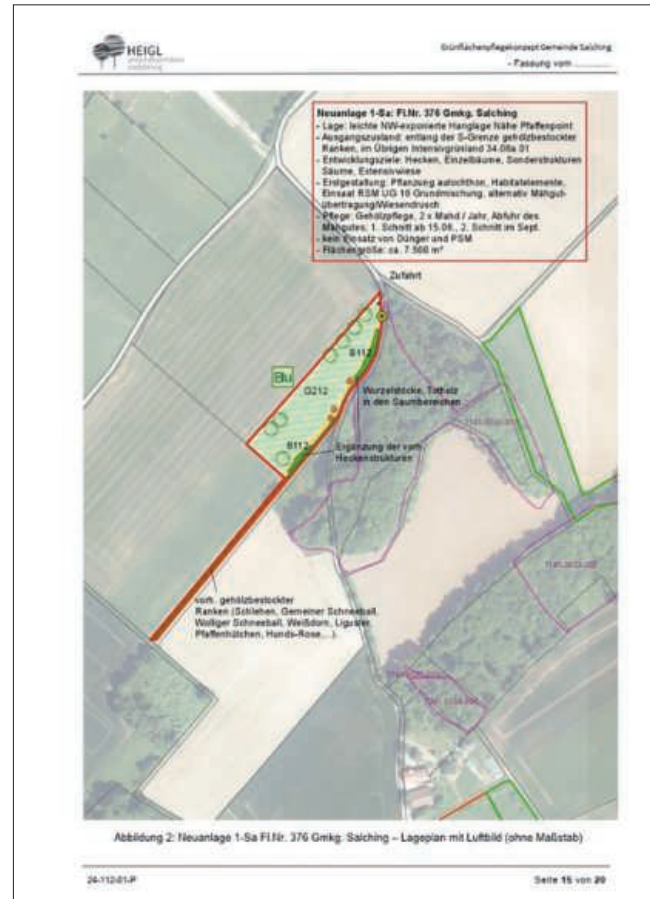 HEIGL
Grünflächenpflegekonzept Gemeinde Salching
- Fassung vom ............
Neuanlage 1-Sa: Fl.Nr. 376 Gmkg. Salching
- Lage: leichte NW-exponierte Hanglage Nähe Pfaffenpoint
- Ausgangszustand: entlang der S-Grenze gehölzbestockter
Ranken, im Übrigen Intensivgrünland
- Entwicklungsziele: Hecken, Einzelbäume, Sonderstrukturen
Säume, Extensivwiese
- Erstgestaltung: Pflanzung autochthon, Habitatelemente,
Einsaat RSM UG 16 Grundmischung, alternativ Mähgut-
übertragung/Wiesendrusch
- Pflege: Gehölzpflege, 2 x Mahd / Jahr, Abfuhr des
Mähgutes; 1. Schnitt ab 15.06., 2. Schnitt im Sept.
- kein Einsatz von Dünger und PSM
- Flächengröße: ca. m²
Zufahrt
B112
Bu
G212
Wurzelstöcke, Totholz
in den Saumbereichen
B112
Ergänzung der vorh.
Heckenstrukturen
vorh. gehölzbestockter
Ranken (Schlehen, Gemeiner Schneeball,
Wolliger Schneeball, Weißdorn, Liguster,
Pfaffenhütchen, Hunds-Rose,...)
Abbildung 2: Neuanlage 1-Sa Fl.Nr. 376 Gmkg. Salching – Lageplan mit Luftbild (ohne Maßstab)
24-112-01-P
Seite 15 von 20